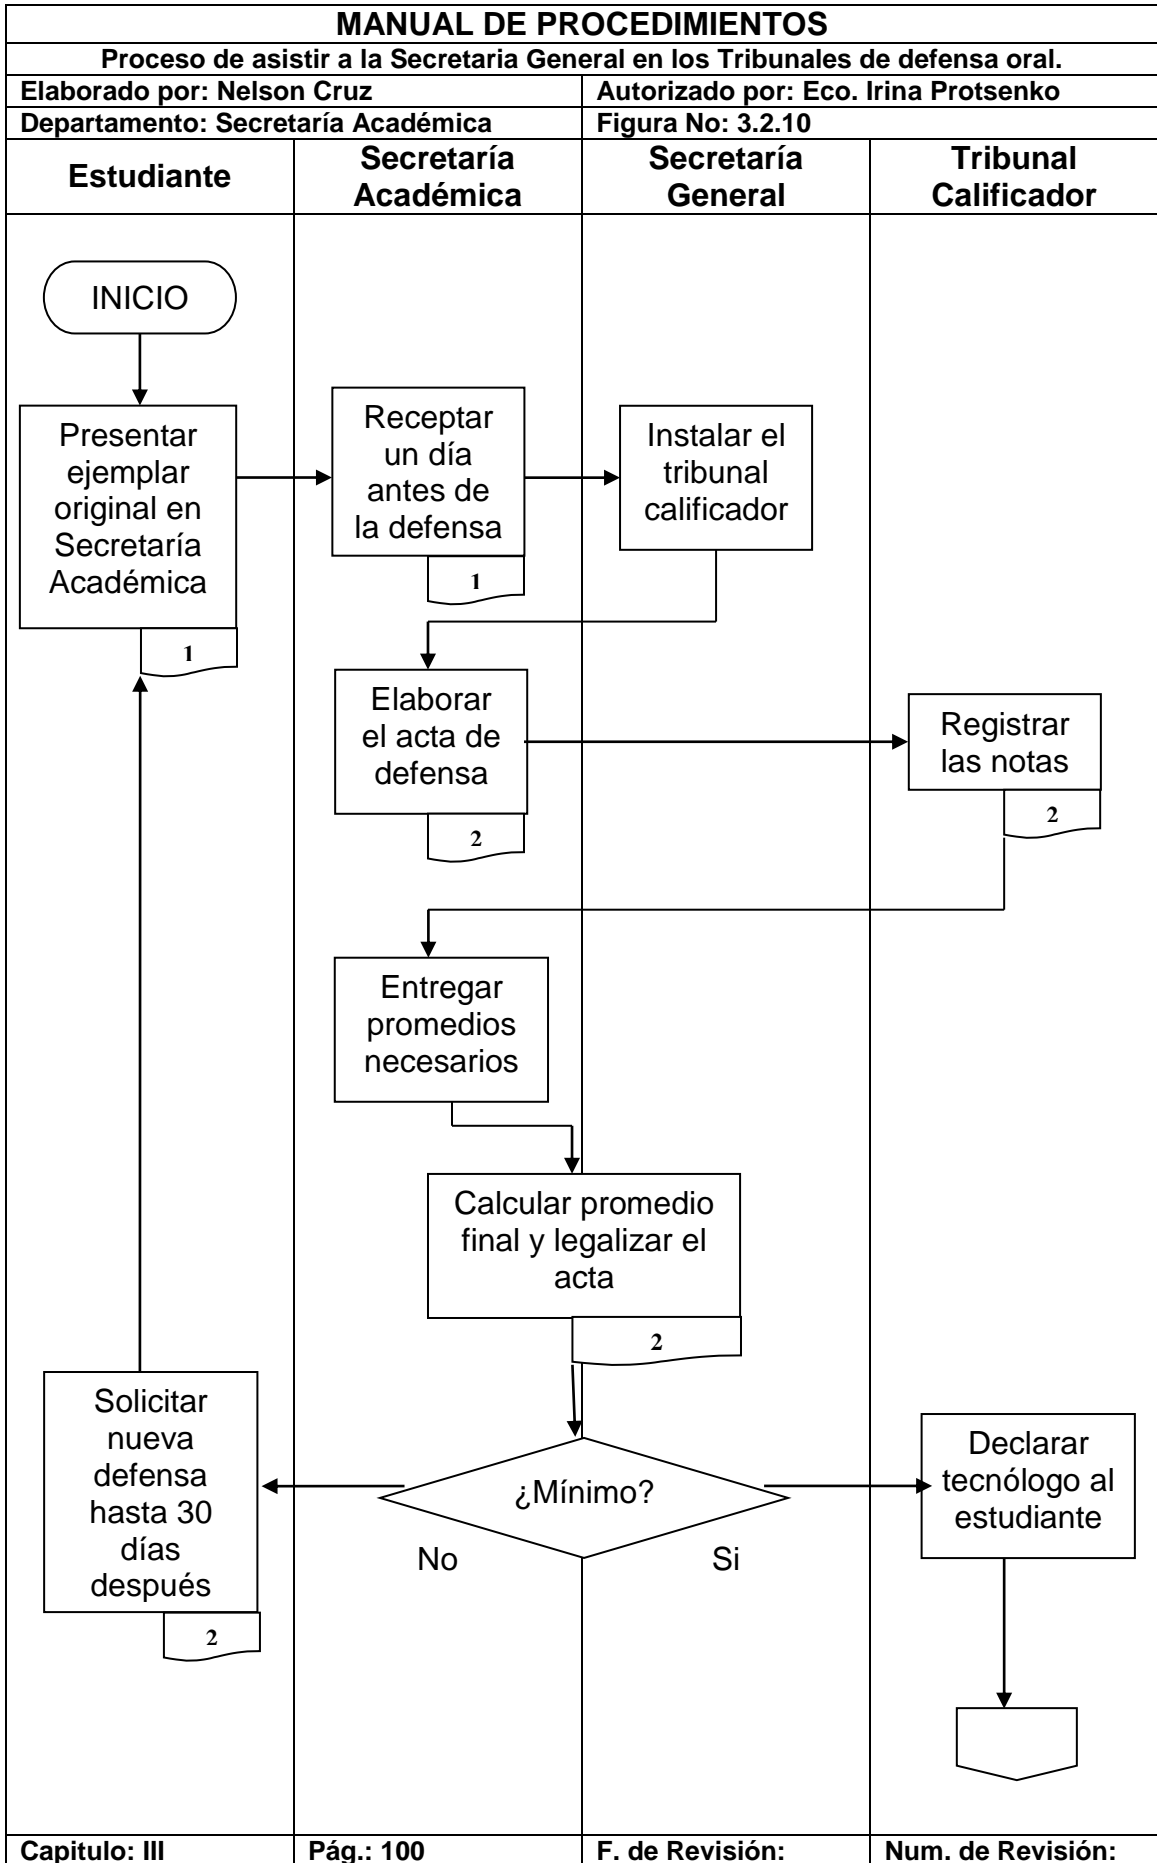 MANUAL DE PROCEDIMIENTOS
Proceso de asistir a la Secretaria General en los Tribunales de defensa oral.
Elaborado por: Nelson Cruz
Autorizado por: Eco. Irina Protsenko
Departamento: Secretaría Académica
Figura No: 3.2.10
Estudiante
Secretaría
Académica
Secretaría
General
Tribunal
Calificador
INICIO
Presentar
ejemplar
original en
Secretaría
Académica
1
Receptar
un día
antes de
la defensa
1
Instalar el
tribunal
calificador
Elaborar
el acta de
defensa
2
Registrar
las notas
2
Entregar
promedios
necesarios
Calcular promedio
final y legalizar el
acta
2
¿Mínimo?
No
Si
Solicitar
nueva
defensa
hasta 30
días
después
2
Declarar
tecnólogo al
estudiante
Capitulo: III
Pág.: 100
F. de Revisión:
Num. de Revisión: